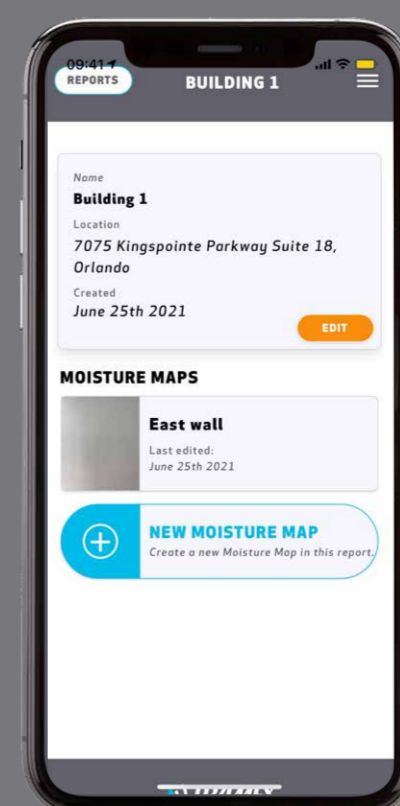 09:41
REPORTS
BUILDING 1
Name
Building 1
Location
7075 Kingspointe Parkway Suite 18,
Orlando
Created
June 25th 2021
EDIT
MOISTURE MAPS
East wall
Last edited:
June 25th 2021
NEW MOISTURE MAP
Create a new Moisture Map in this report.